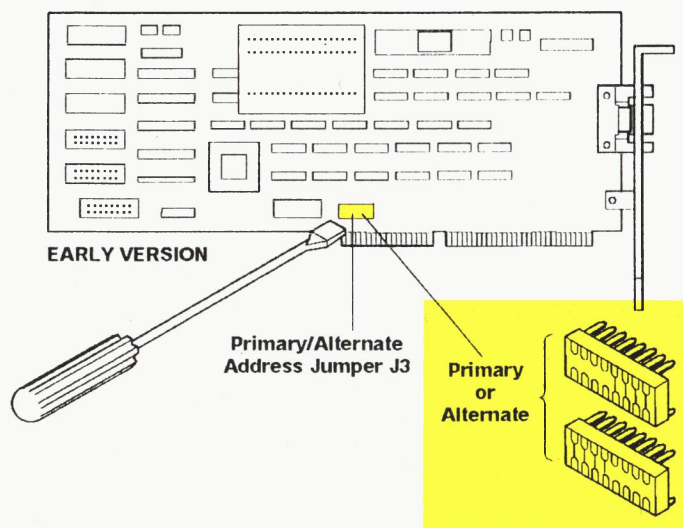 EARLY VERSION
Primary/Alternate
Address Jumper J3
Primary
or
Alternate